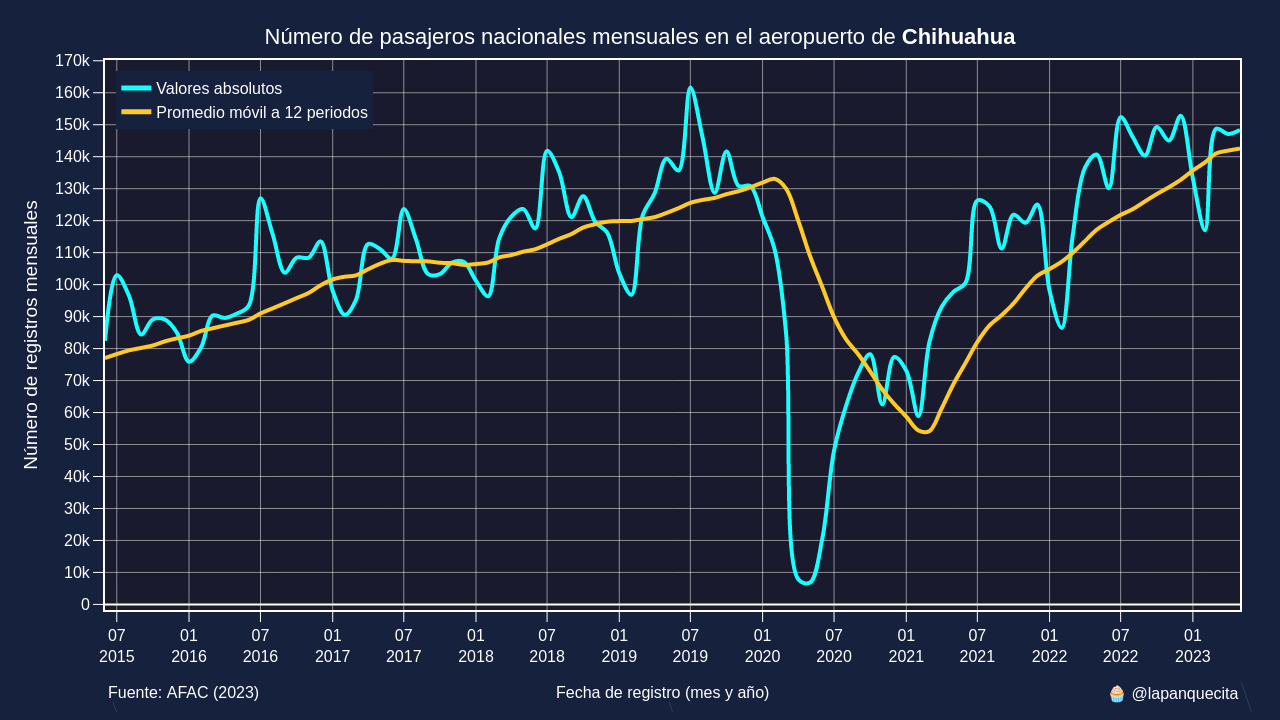 Número de pasajeros nacionales mensuales en el aeropuerto de Chihuahua
Valores absolutos
Promedio móvil a 12 periodos
Número de registros mensuales
170k
160k
150k
140k
130k
120k
110k
100k
90k
80k
70k
60k
50k
40k
30k
20k
10k
0
07 01 07 01 07 01 07 01 07 01 07 01 07 01 07 01
2015 2016 2016 2017 2017 2018 2018 2019 2019 2020 2020 2021 2021 2022 2022 2023
Fuente: AFAC (2023) Fecha de registro (mes y año) 🧁 @lapanquecita